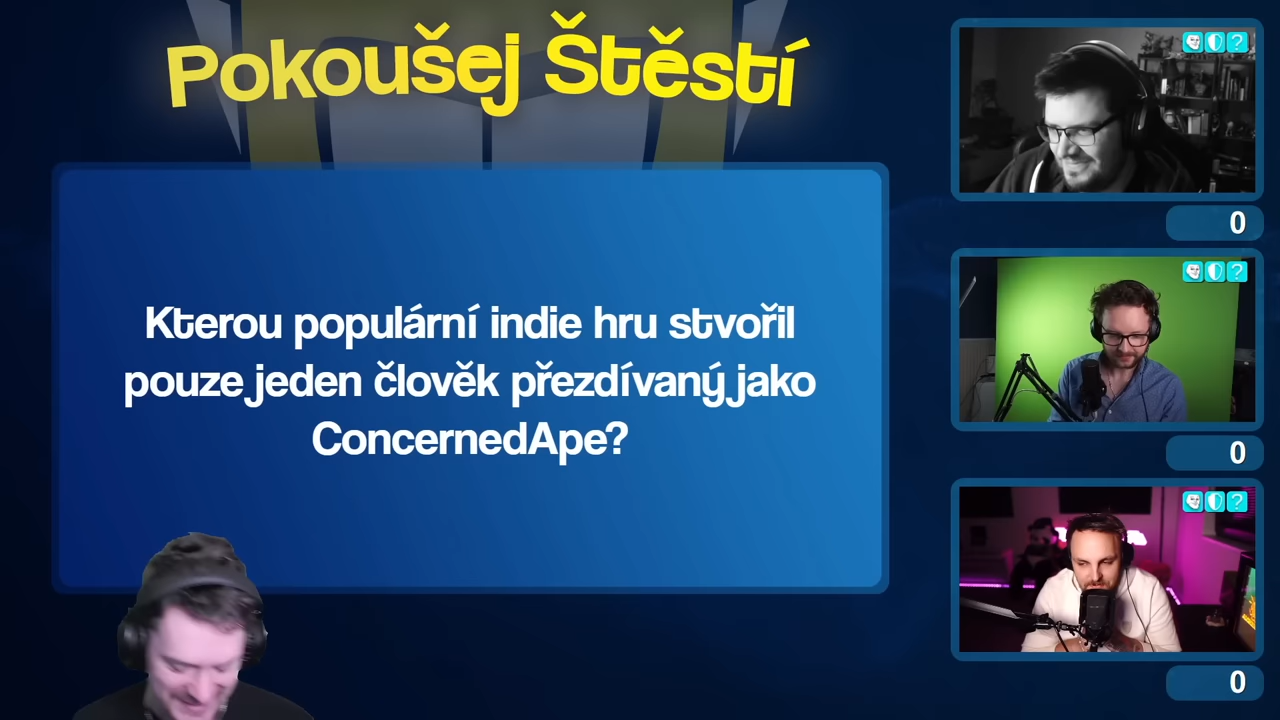 Pokoušej Štěstí
Kterou populární indie hru stvořil
pouze jeden člověk přezdívaný jako
ConcernedApe?
?
0
?
0
?
0